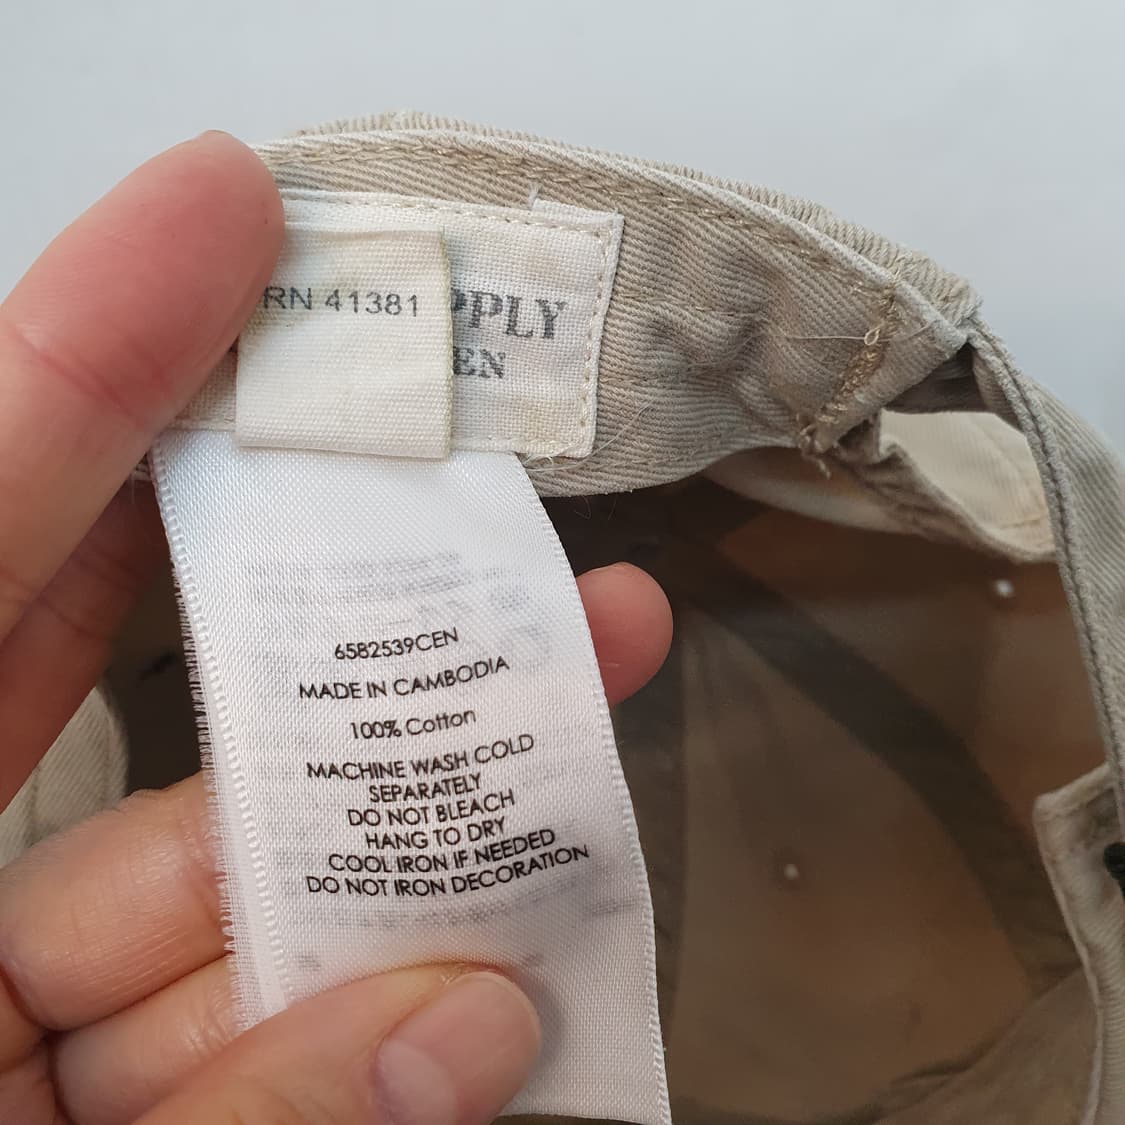 RN 41381
PPLY
EN
6582539CEN
MADE IN CAMBODIA
100% Cotton
MACHINE WASH COLD
SEPARATELY
DO NOT BLEACH
HANG TO DRY
COOL IRON IF NEEDED
DO NOT IRON DECORATION